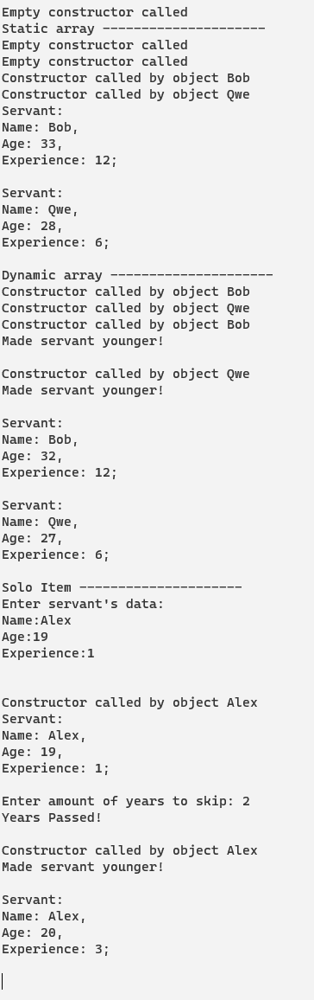 Empty constructor called
Static array ---------------------
Empty constructor called
Empty constructor called
Constructor called by object Bob
Constructor called by object Qwe
Servant:
Name: Bob,
Age: 33,
Experience: 12;
Servant:
Name: Qwe,
Age: 28,
Experience: 6;
Dynamic array ---------------------
Constructor called by object Bob
Constructor called by object Qwe
Constructor called by object Bob
Made servant younger!
Constructor called by object Qwe
Made servant younger!
Servant:
Name: Bob,
Age: 32,
Experience: 12;
Servant:
Name: Qwe,
Age: 27,
Experience: 6;
Solo Item ---------------------
Enter servant's data:
Name:Alex
Age:19
Experience:1
Constructor called by object Alex
Servant:
Name: Alex,
Age: 19,
Experience: 1;
Enter amount of years to skip: 2
Years Passed!
Constructor called by object Alex
Made servant younger!
Servant:
Name: Alex,
Age: 20,
Experience: 3;